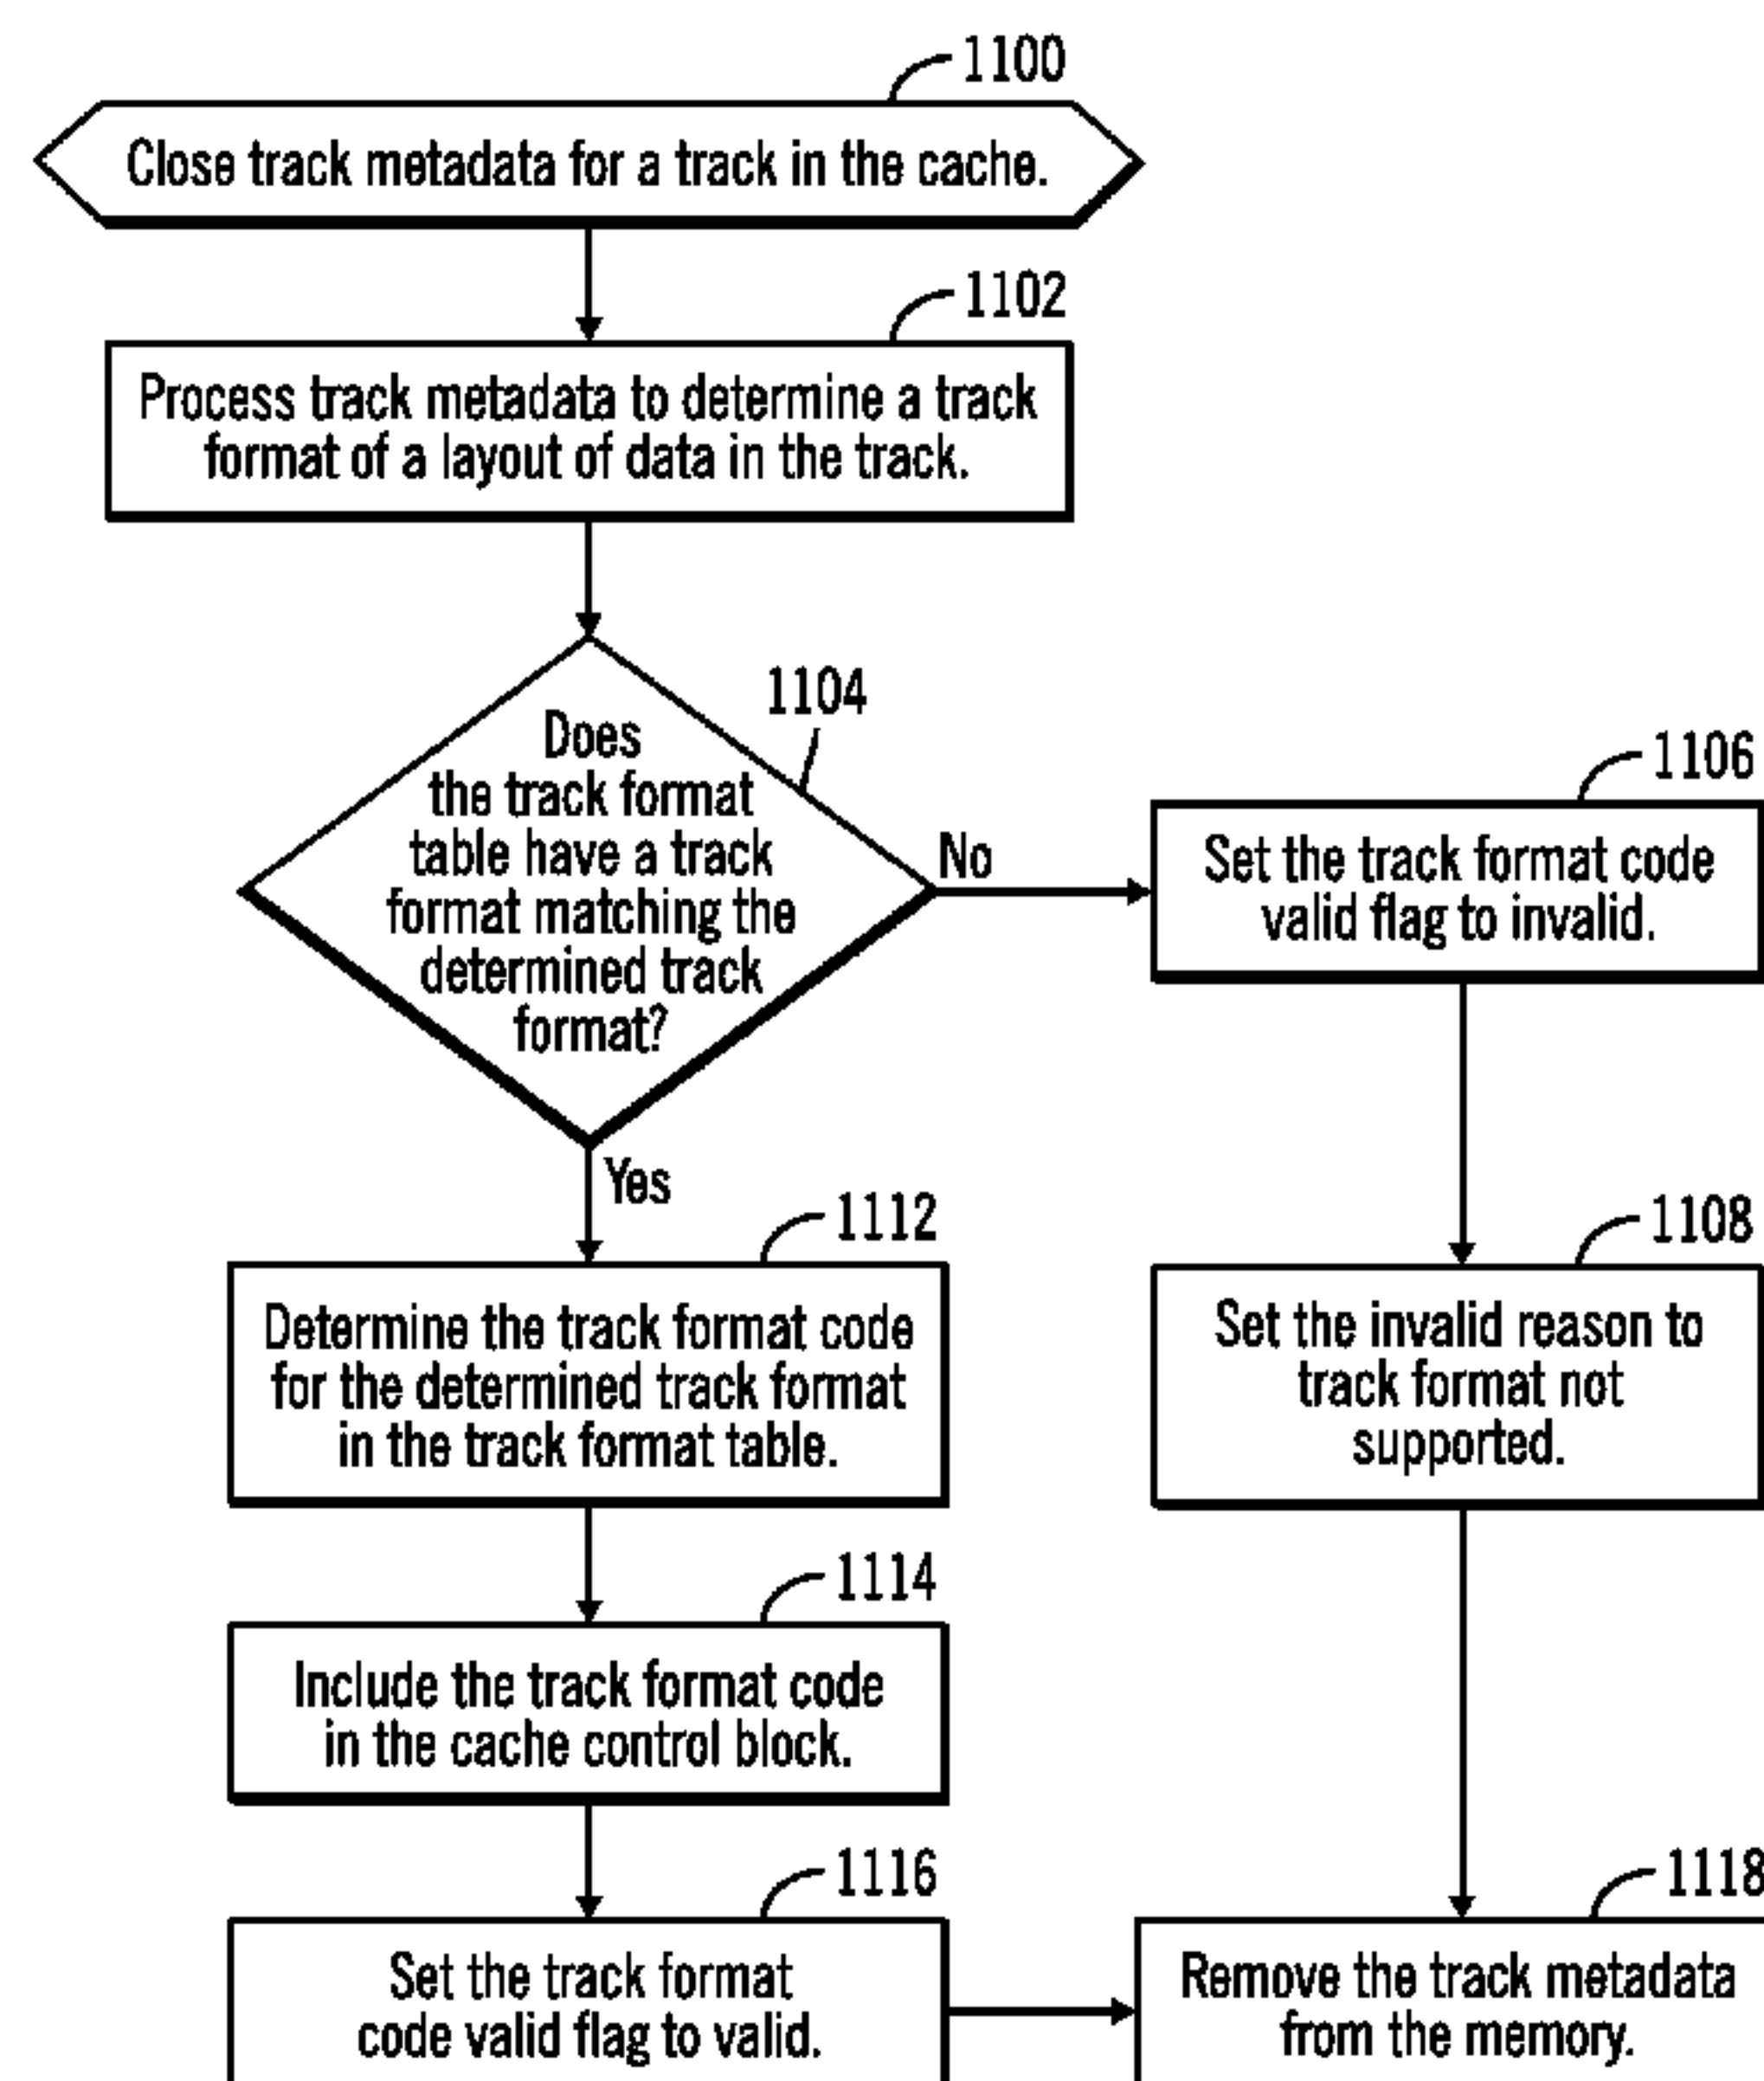 1100
Close track metadata for a track in the cache.
1102
Process track metadata to determine a track
format of a layout of data in the track.
1104
Does
the track format
table have a track
format matching the
determined track
format?
No
Yes
1106
Set the track format code
valid flag to invalid.
1108
Set the invalid reason to
track format not
supported.
1112
Determine the track format code
for the determined track format
in the track format table.
1114
Include the track format code
in the cache control block.
1116
Set the track format
code valid flag to valid.
1118
Remove the track metadata
from the memory.